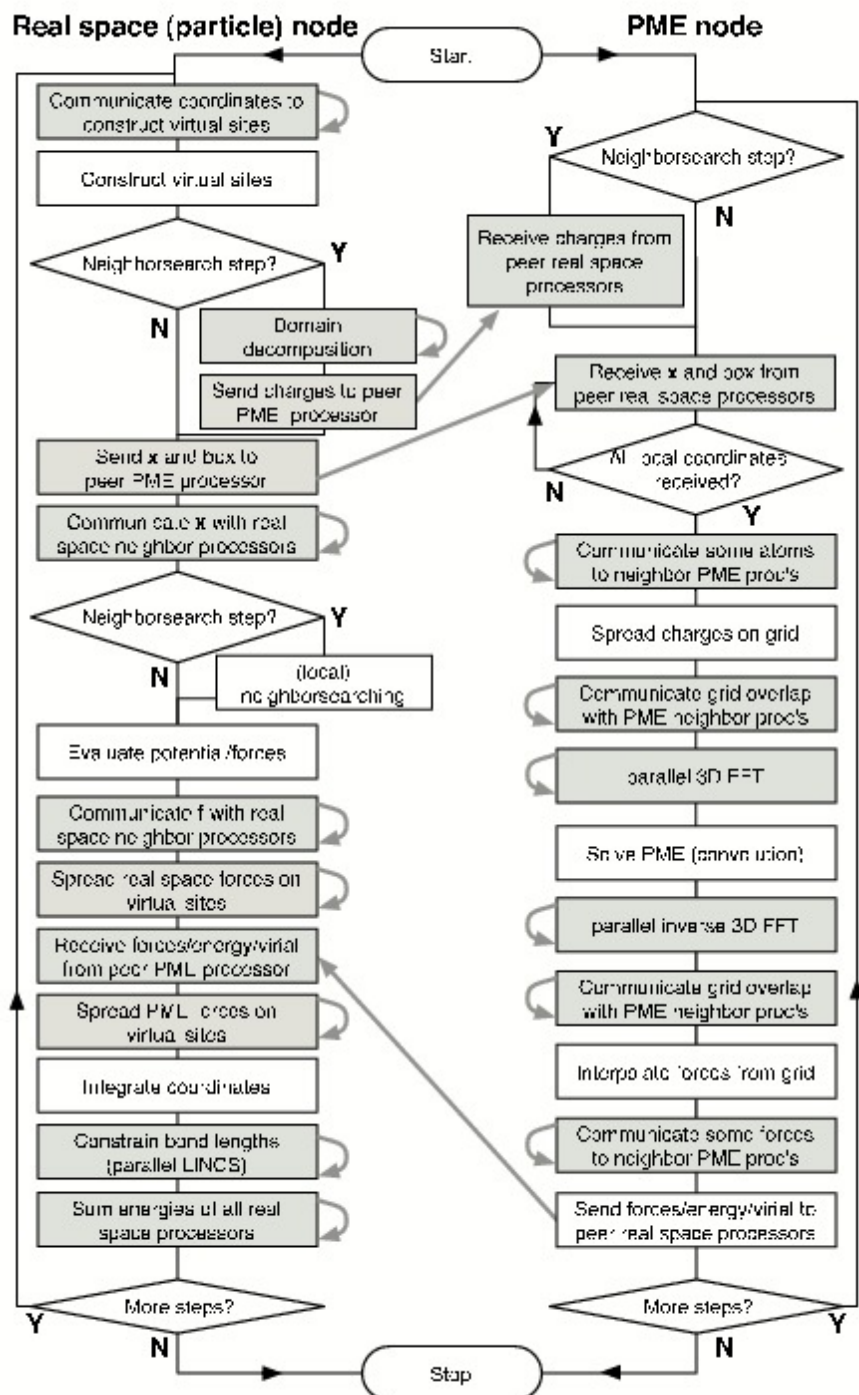 Real space (particle) node
PME node
Start
Communicate coordinates to
construct virtual sites
Construct virtual sites
Neighborsearch step?
Y
N
Domain
decomposition
Send charges to peer
PME processor
Send x and box to
peer PME processor
Communicate x with real
space neighbor processors
Neighborsearch step?
Y
N
(local)
neighborsearching
Evaluate potential/forces
Communicate f with real
space neighbor processors
Spread real space forces on
virtual sites
Receive forces/energy/virial
from peer PME processor
Spread PME forces on
virtual sites
Integrate coordinates
Constrain bond lengths
(parallel LINCS)
Sum energies of all real
space processors
More steps?
Y
N
Neighborsearch step?
Y
N
Receive charges from
peer real space
processors
Receive x and box from
peer real space processors
All local coordinates
received?
N
Y
Communicate some atoms
to neighbor PME proc's
Spread charges on grid
Communicate grid overlap
with PME neighbor proc's
parallel 3D FFT
Solve PME (convolution)
parallel inverse 3D FFT
Communicate grid overlap
with PME neighbor proc's
Interpolate forces from grid
Communicate some forces
to neighbor PME proc's
Send forces/energy/virial to
peer real space processors
More steps?
Y
N
Stop